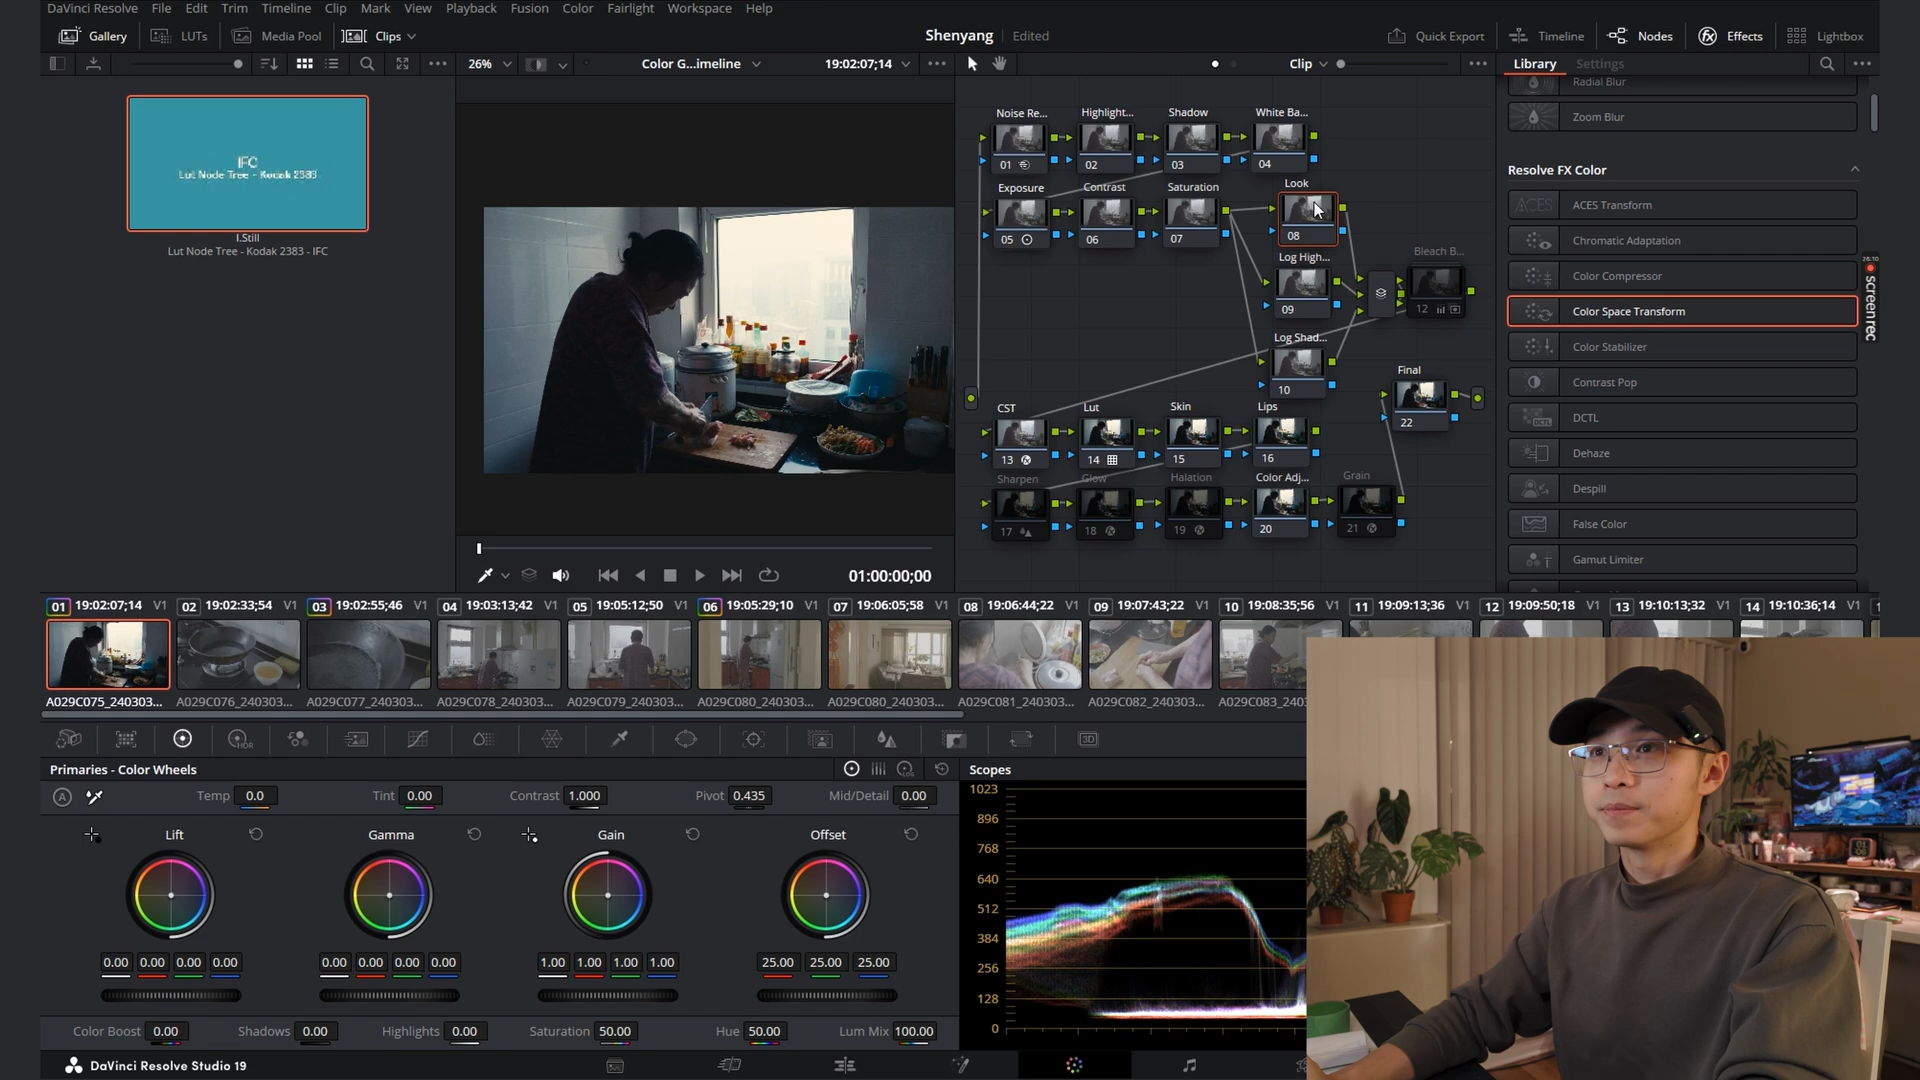 DaVinci Resolve File Edit Trim Timeline Clip Mark View Playback Fusion Color Fairlight Workspace Help
Gallery LUTs Media Pool Clips Shenyang Edited Quick Export Timeline Nodes Effects Lightbox
26% Color G...imeline 19:02:07;14 Clip Library Settings
Radial Blur
Zoom Blur
Resolve FX Color
ACES Transform
Chromatic Adaptation
Color Compressor
Color Space Transform
Color Stabilizer
Contrast Pop
DCTL
Dehaze
Despill
False Color
Gamut Limiter
screen rec
IFC
Lut Node Tree - Kodak 2383
1.Still
Lut Node Tree - Kodak 2383 - IFC
Noise Re... Highlight... Shadow White Ba...
01 02 03 04
Exposure Contrast Saturation Look
05 06 07 08
Log High... Bleach B...
09 12
Log Shad...
10
Final
22
CST Lut Skin Lips
13 14 15 16
Sharpen Glow Halation Color Adj... Grain
17 18 19 20 21
01:00:00;00
01 19:02:07;14 V1 02 19:02:33;54 V1 03 19:02:55;46 V1 04 19:03:13;42 V1 05 19:05:12;50 V1 06 19:05:29;10 V1 07 19:06:05;58 V1 08 19:06:44;22 V1 09 19:07:43;22 V1 10 19:08:35;56 V1 11 19:09:13;36 V1 12 19:09:50;18 V1 13 19:10:13;32 V1 14 19:10:36;14 V1
A029C075_240303... A029C076_240303... A029C077_240303... A029C078_240303... A029C079_240303... A029C080_240303... A029C080_240303... A029C081_240303... A029C082_240303... A029C083_240
Primaries - Color Wheels Scopes
Temp 0.0 Tint 0.00 Contrast 1.000 Pivot 0.435 Mid/Detail 0.00
Lift Gamma Gain Offset
0.00 0.00 0.00 0.00 0.00 0.00 0.00 0.00 1.00 1.00 1.00 1.00 25.00 25.00 25.00
Color Boost 0.00 Shadows 0.00 Highlights 0.00 Saturation 50.00 Hue 50.00 Lum Mix 100.00
1023
896
768
640
512
384
256
128
0
DaVinci Resolve Studio 19